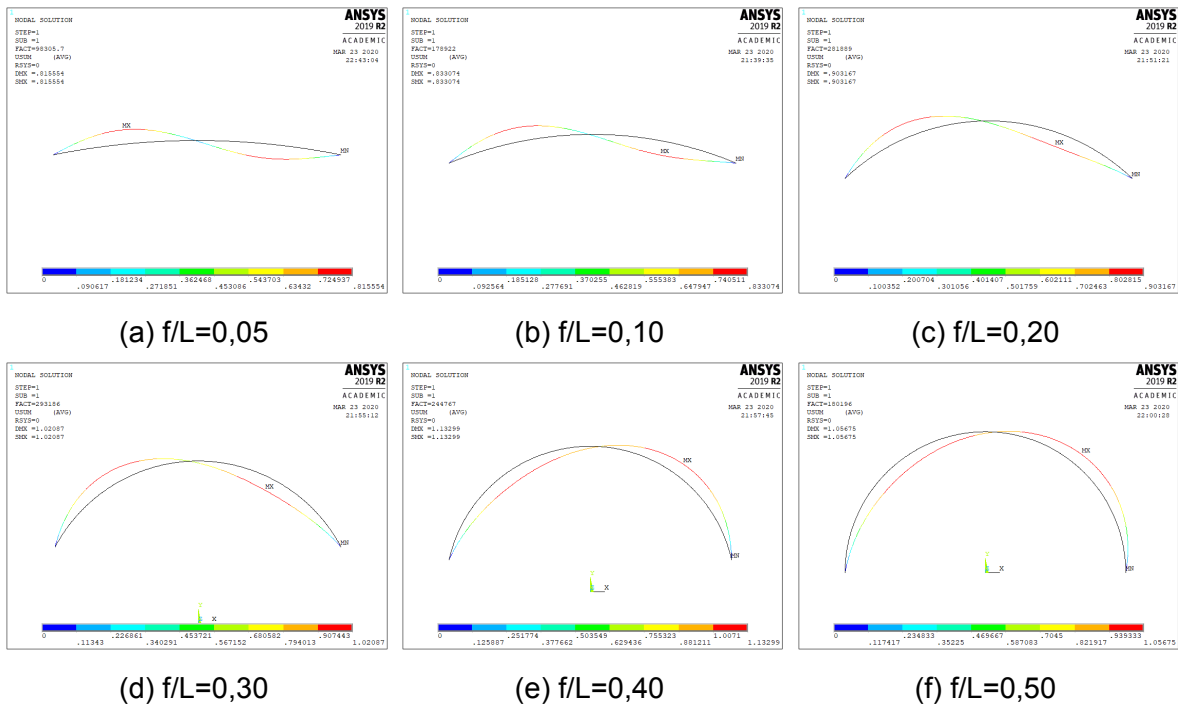 1
NODAL SOLUTION
STEP=1
SUB =1
FACT=98305.7
USUM (AVG)
RSYS=0
DMX =.815554
SMX =.815554
ANSYS
2019 R2
ACADEMIC
MAR 23 2020
22:43:04
MX
MN
0 .181234 .362468 .543703 .724937
.090617 .271851 .453086 .63432 .815554
(a) f/L=0,05
1
NODAL SOLUTION
STEP=1
SUB =1
FACT=178922
USUM (AVG)
RSYS=0
DMX =.833074
SMX =.833074
ANSYS
2019 R2
ACADEMIC
MAR 23 2020
21:39:35
MX
MN
0 .185128 .370255 .555383 .740511
.092564 .277691 .462819 .647947 .833074
(b) f/L=0,10
1
NODAL SOLUTION
STEP=1
SUB =1
FACT=281889
USUM (AVG)
RSYS=0
DMX =.903167
SMX =.903167
ANSYS
2019 R2
ACADEMIC
MAR 23 2020
21:51:21
MX
MN
0 .200704 .401407 .602111 .802815
.100352 .301056 .501759 .702463 .903167
(c) f/L=0,20
1
NODAL SOLUTION
STEP=1
SUB =1
FACT=293186
USUM (AVG)
RSYS=0
DMX =1.02087
SMX =1.02087
ANSYS
2019 R2
ACADEMIC
MAR 23 2020
21:55:12
MX
MN
Y
X
0 .226861 .453721 .680582 .907443
.11343 .340291 .567152 .794013 1.02087
(d) f/L=0,30
1
NODAL SOLUTION
STEP=1
SUB =1
FACT=244767
USUM (AVG)
RSYS=0
DMX =1.13299
SMX =1.13299
ANSYS
2019 R2
ACADEMIC
MAR 23 2020
21:57:45
MX
MN
Y
X
0 .251774 .503549 .755323 1.0071
.125887 .377662 .629436 .881211 1.13299
(e) f/L=0,40
1
NODAL SOLUTION
STEP=1
SUB =1
FACT=180196
USUM (AVG)
RSYS=0
DMX =1.05675
SMX =1.05675
ANSYS
2019 R2
ACADEMIC
MAR 23 2020
22:00:28
MX
MN
Y
X
0 .234833 .469667 .7045 .939333
.117417 .35225 .587083 .821917 1.05675
(f) f/L=0,50